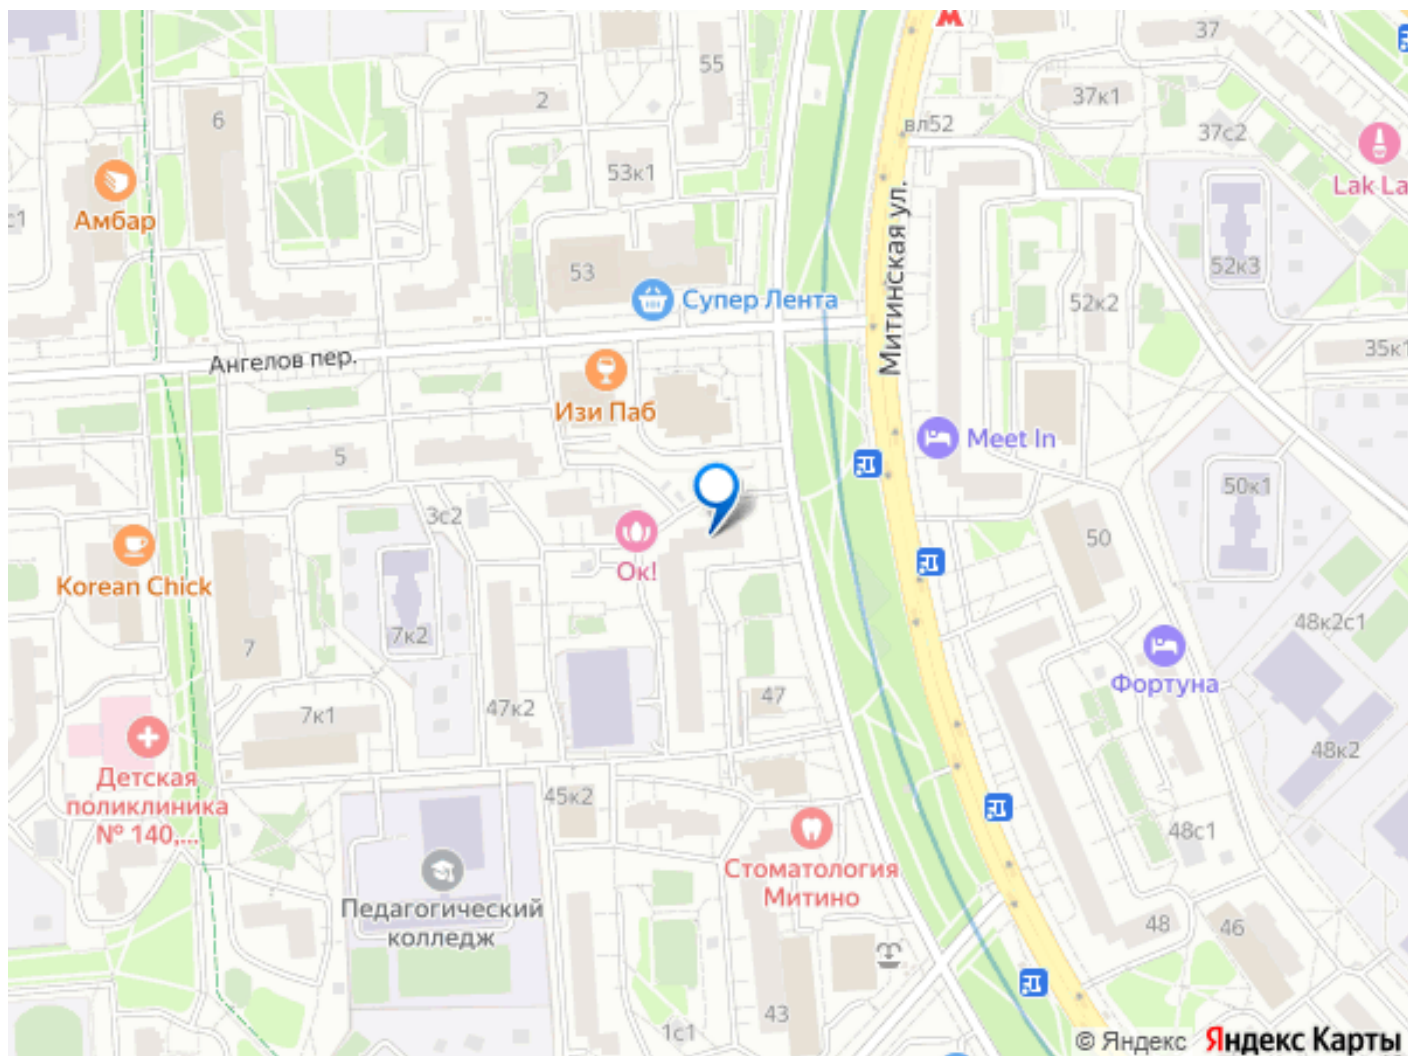 37
55
37к1
2
6
вл52
37с2
53к1
Lak La
Амбар
Митинская ул.
52к3
53
Супер Лента
52к2
Ангелов пер.
35к1
Изи Паб
Meet In
5
50к1
3с2
50
Ок!
Korean Chick
7к2
7
48к2с1
Фортуна
47
47к2
7к1
48к2
Детская
поликлиника
№ 140,...
45к2
48с1
Стоматология
Митино
Педагогический
колледж
48
46
43
1с1
© Яндекс
Яндекс Карты